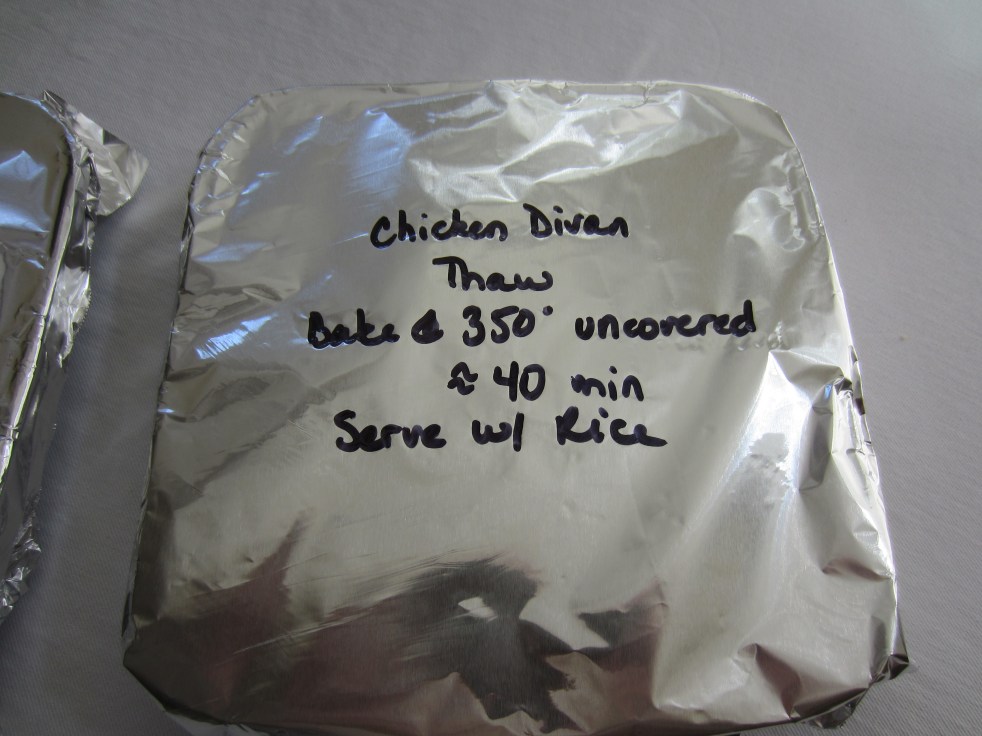 Chicken Divan
Thaw
Bake @ 350° uncovered
≈ 40 min
Serve w/ Rice